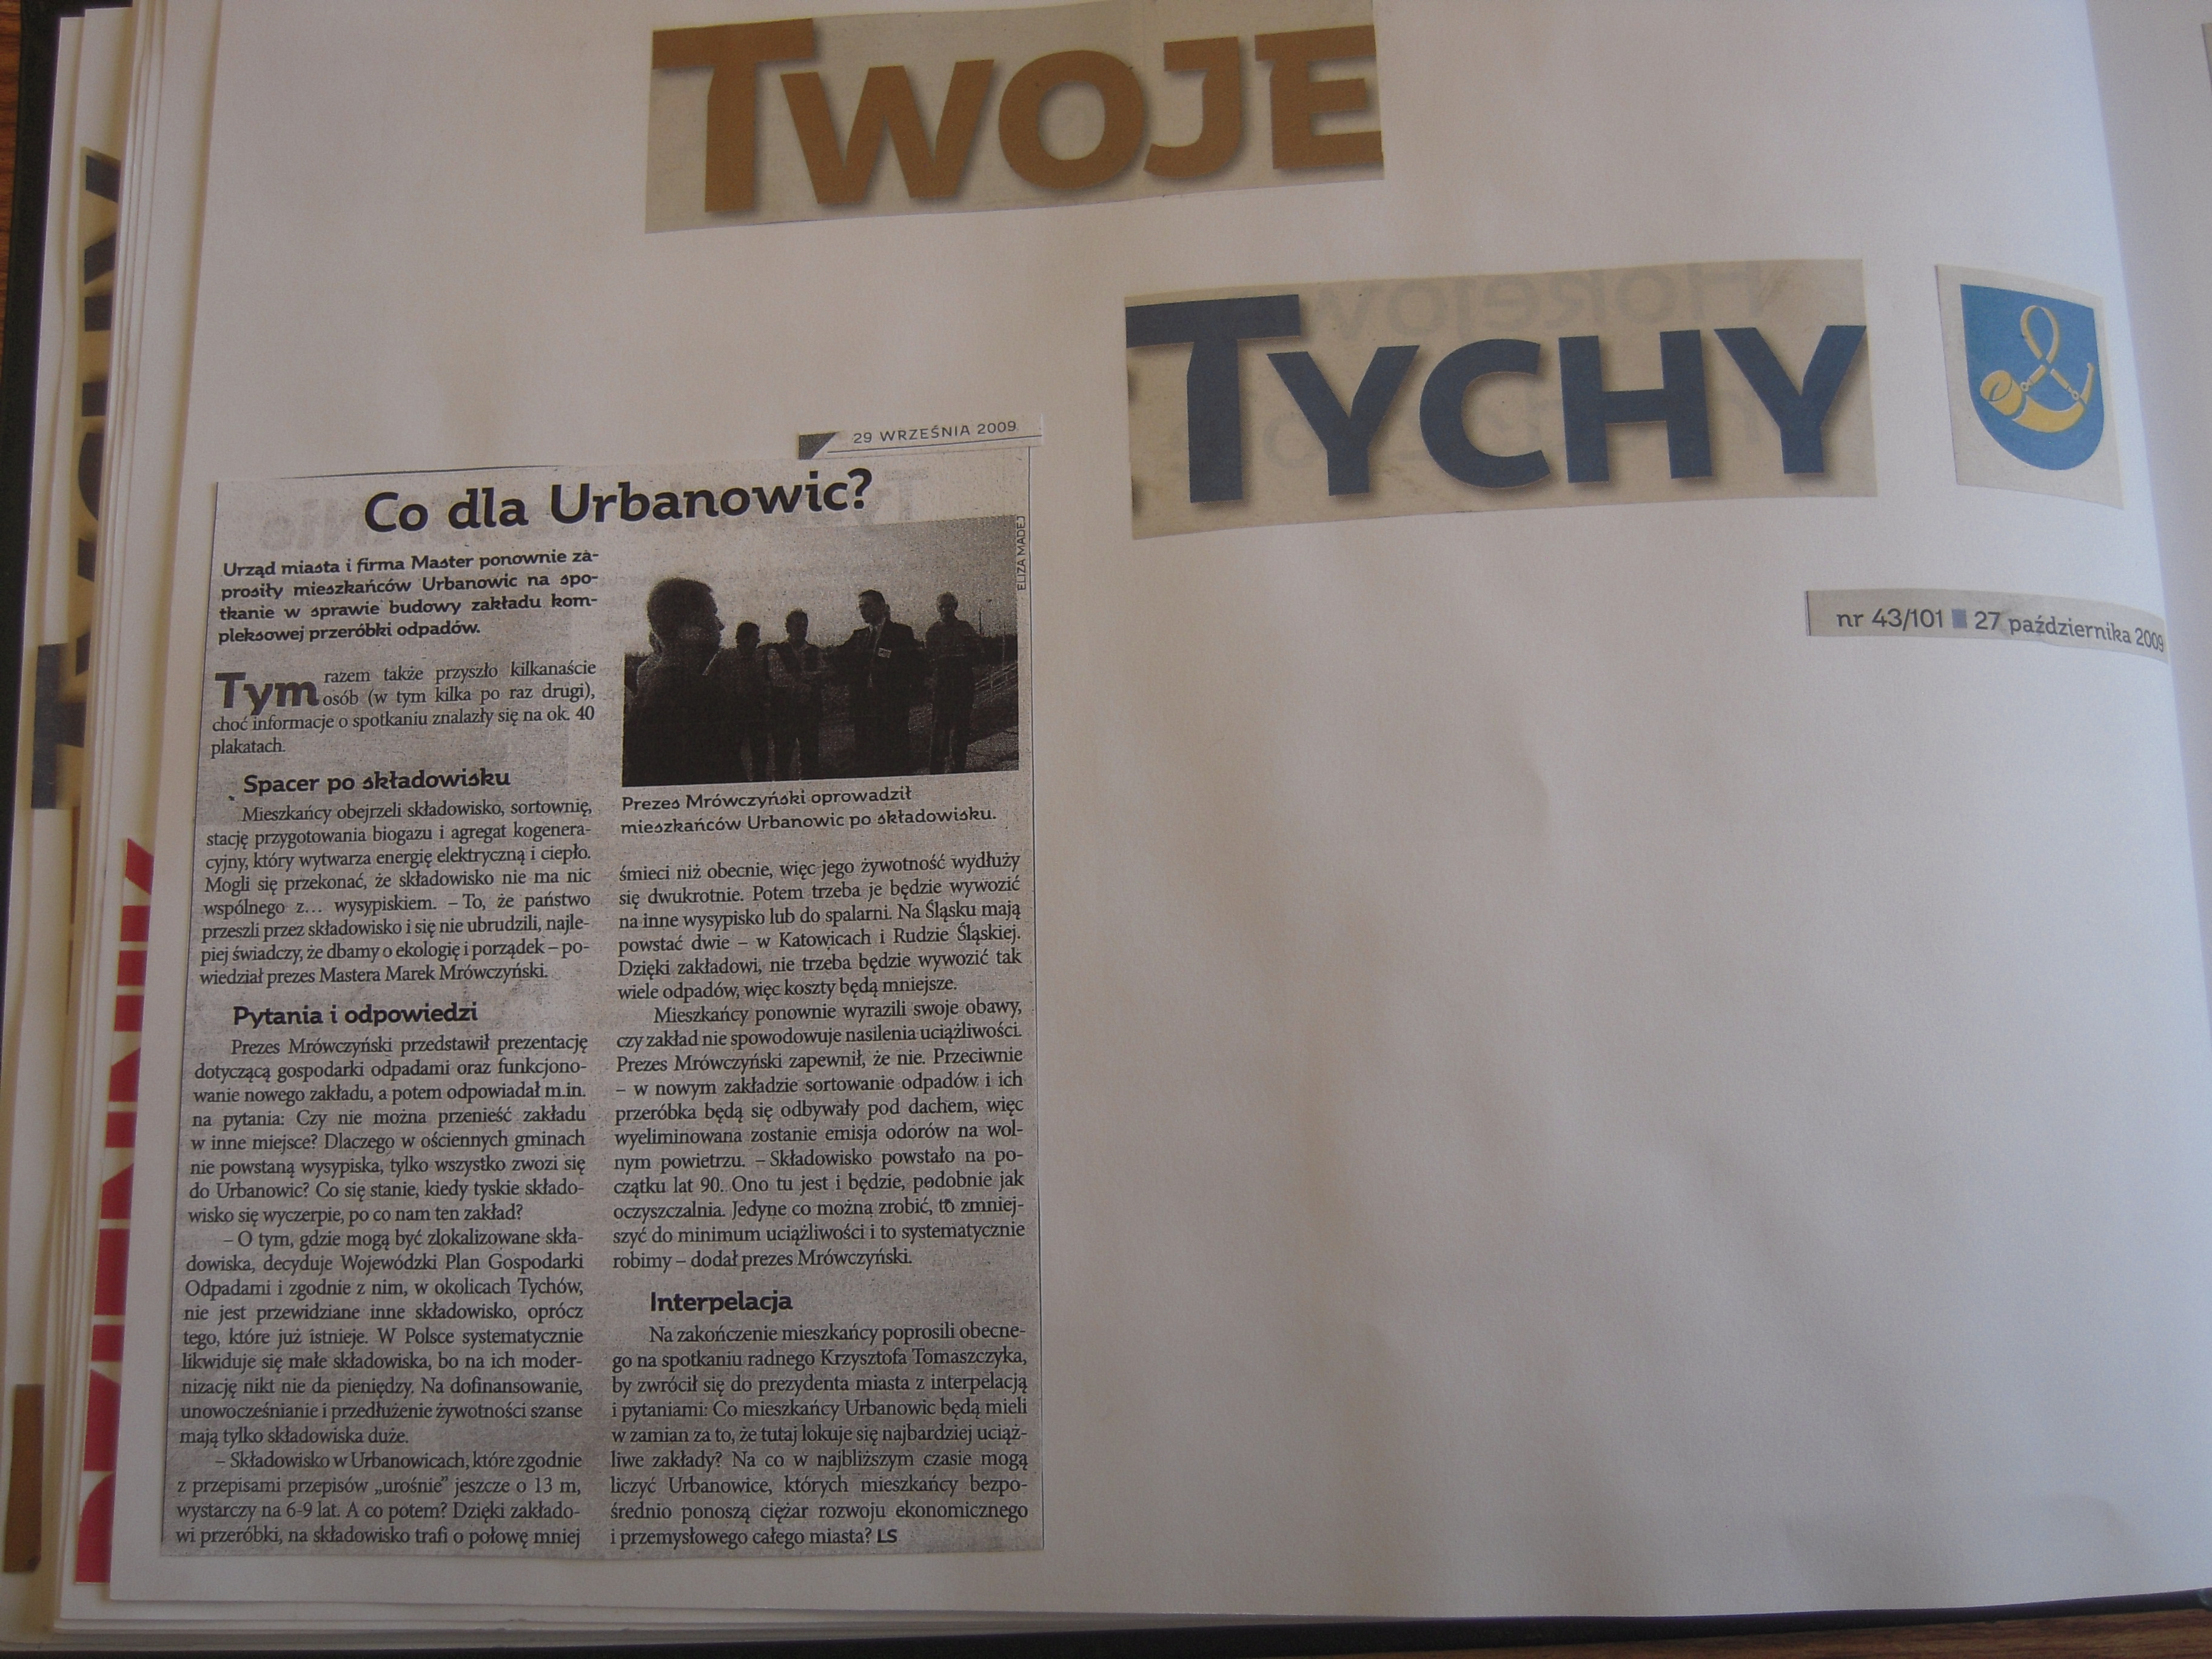 TWOJE
TYCHY
nr 43/101 ■ 27 października 2009
29 WRZEŚNIA 2009
Co dla Urbanowic?
Urząd miasta i firma Master ponownie za-
prosiły mieszkańców Urbanowic na spo-
tkanie w sprawie budowy zakładu kom-
pleksowej przeróbki odpadów.
Tym razem także przyszło kilkanaście
osób (w tym kilka po raz drugi),
choć informacje o spotkaniu znalazły się na ok. 40
plakatach.
Spacer po składowisku
Mieszkańcy obejrzeli składowisko, sortownię,
stację przygotowania biogazu i agregat kogenera-
cyjny, który wytwarza energię elektryczną i ciepło.
Mogli się przekonać, że składowisko nie ma nic
wspólnego z… wysypiskiem. – To, że państwo
przeszli przez składowisko i się nie ubrudzili, najle-
piej świadczy, że dbamy o ekologię i porządek – po-
wiedział prezes Mastera Marek Mrówczyński.
Pytania i odpowiedzi
Prezes Mrówczyński przedstawił prezentację
dotyczącą gospodarki odpadami oraz funkcjono-
wanie nowego zakładu, a potem odpowiadał m.in.
na pytania: Czy nie można przenieść zakładu
w inne miejsce? Dlaczego w ościennych gminach
nie powstaną wysypiska, tylko wszystko zwozi się
do Urbanowic? Co się stanie, kiedy tyskie składo-
wisko się wyczerpie, po co nam ten zakład?
– O tym, gdzie mogą być zlokalizowane skła-
dowiska, decyduje Wojewódzki Plan Gospodarki
Odpadami i zgodnie z nim, w okolicach Tychów,
nie jest przewidziane inne składowisko, oprócz
tego, które już istnieje. W Polsce systematycznie
likwiduje się małe składowiska, bo na ich moder-
nizację nikt nie da pieniędzy. Na dofinansowanie,
unowocześnianie i przedłużenie żywotności szanse
mają tylko składowiska duże.
– Składowisko w Urbanowicach, które zgodnie
z przepisami przepisów „urośnie” jeszcze o 13 m,
wystarczy na 6-9 lat. A co potem? Dzięki zakłado-
wi przeróbki, na składowisko trafi o połowę mniej
ELIZA MADEJ
Prezes Mrówczyński oprowadził
mieszkańców Urbanowic po składowisku.
śmieci niż obecnie, więc jego żywotność wydłuży
się dwukrotnie. Potem trzeba je będzie wywozić
na inne wysypisko lub do spalarni. Na Śląsku mają
powstać dwie – w Katowicach i Rudzie Śląskiej.
Dzięki zakładowi, nie trzeba będzie wywozić tak
wiele odpadów, więc koszty będą mniejsze.
Mieszkańcy ponownie wyrazili swoje obawy,
czy zakład nie spowodowuje nasilenia uciążliwości.
Prezes Mrówczyński zapewnił, że nie. Przeciwnie
– w nowym zakładzie sortowanie odpadów i ich
przeróbka będą się odbywały pod dachem, więc
wyeliminowana zostanie emisja odorów na wol-
nym powietrzu. – Składowisko powstało na po-
czątku lat 90. Ono tu jest i będzie, podobnie jak
oczyszczalnia. Jedyne co można zrobić, to zmniej-
szyć do minimum uciążliwości i to systematycznie
robimy – dodał prezes Mrówczyński.
Interpelacja
Na zakończenie mieszkańcy poprosili obecne-
go na spotkaniu radnego Krzysztofa Tomaszczyka,
by zwrócił się do prezydenta miasta z interpelacją
i pytaniami: Co mieszkańcy Urbanowic będą mieli
w zamian za to, że tutaj lokuje się najbardziej uciąż-
liwe zakłady? Na co w najbliższym czasie mogą
liczyć Urbanowice, których mieszkańcy bezpo-
średnio ponoszą ciężar rozwoju ekonomicznego
i przemysłowego całego miasta? LS